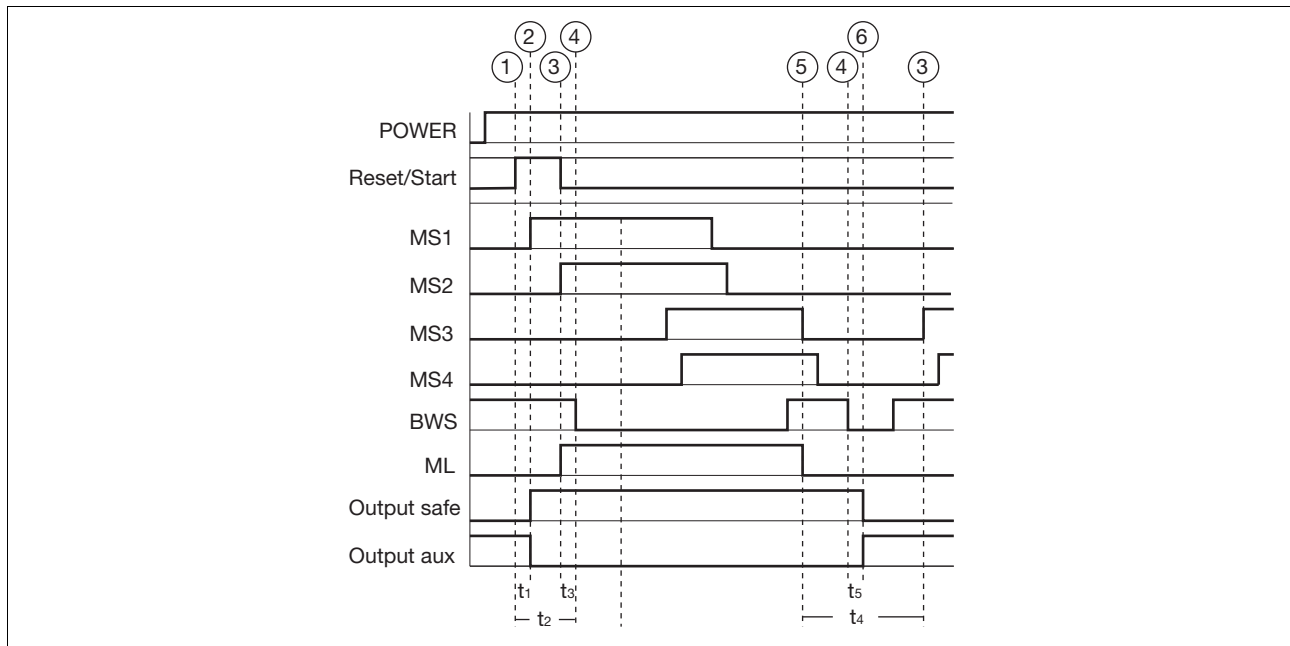 ② ④ ⑥
① ③ ⑤ ④ ③
POWER
Reset/Start
MS1
MS2
MS3
MS4
BWS
ML
Output safe
Output aux
t1 t3 t5
t2 t4